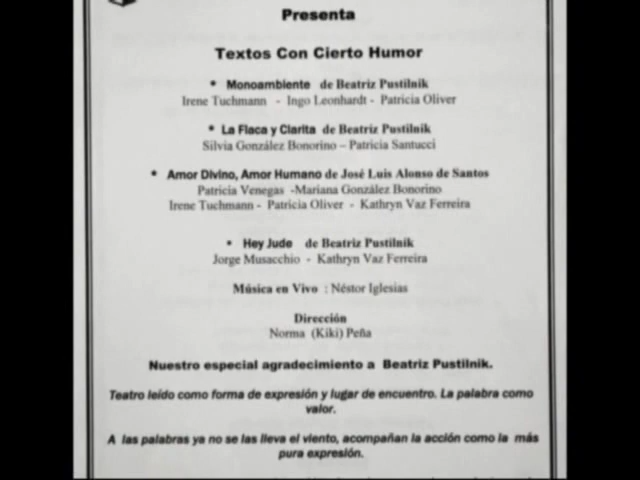 Presenta
Textos Con Cierto Humor
* Monoambiente de Beatriz Pustilnik
Irene Tuchmann - Ingo Leonhardt - Patricia Oliver
* La Flaca y Clarita de Beatriz Pustilnik
Silvia González Bonorino – Patricia Santucci
* Amor Divino, Amor Humano de José Luis Alonso de Santos
Patricia Venegas -Mariana González Bonorino
Irene Tuchmann - Patricia Oliver - Kathryn Vaz Ferreira
* Hey Jude de Beatriz Pustilnik
Jorge Musacchio - Kathryn Vaz Ferreira
Música en Vivo : Néstor Iglesias
Dirección
Norma (Kiki) Peña
Nuestro especial agradecimiento a Beatriz Pustilnik.
Teatro leído como forma de expresión y lugar de encuentro. La palabra como
valor.
A las palabras ya no se las lleva el viento, acompañan la acción como la más
pura expresión.